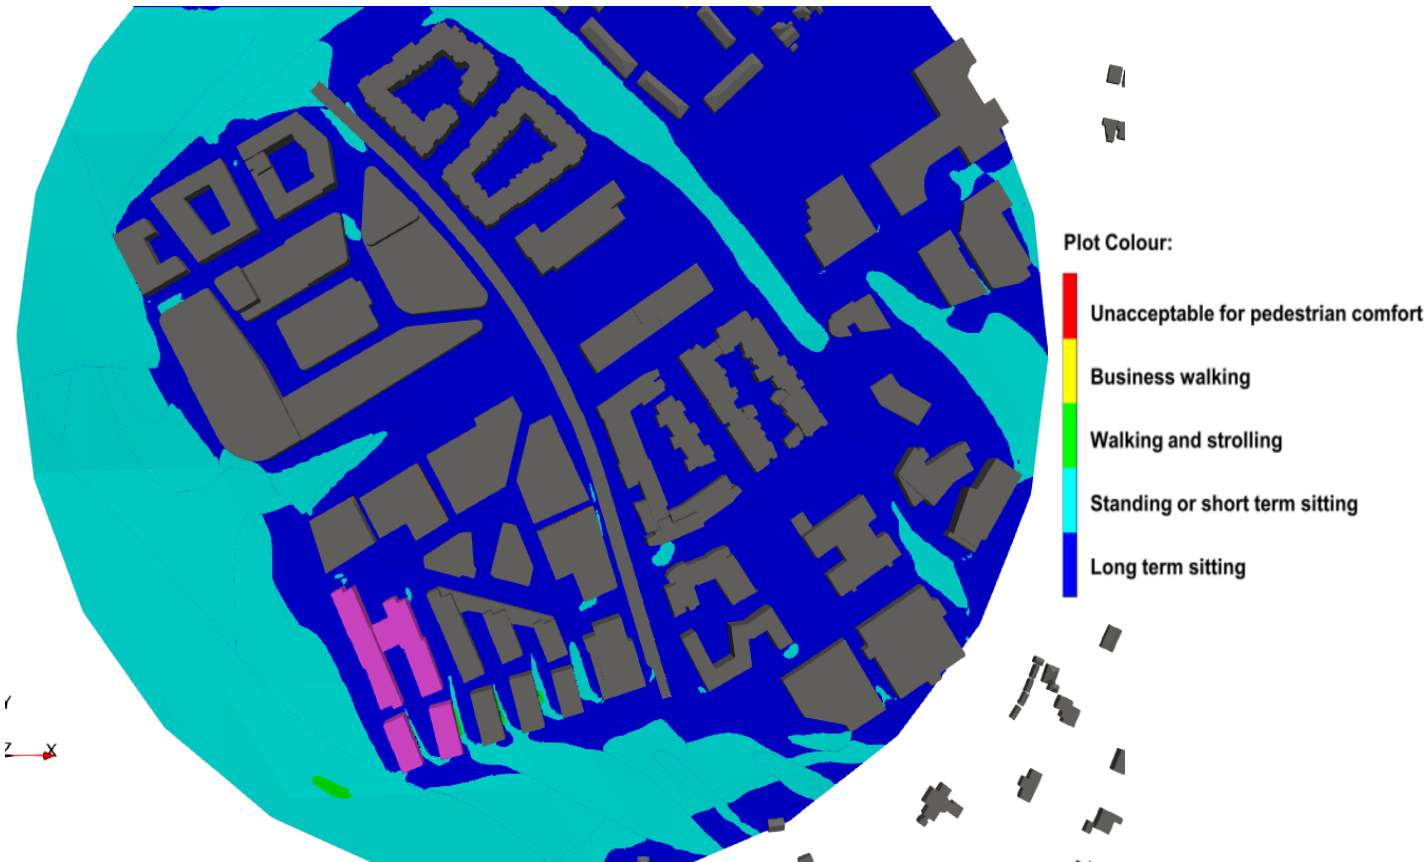 Plot Colour:
Unacceptable for pedestrian comfort
Business walking
Walking and strolling
Standing or short term sitting
Long term sitting
Y
Z X